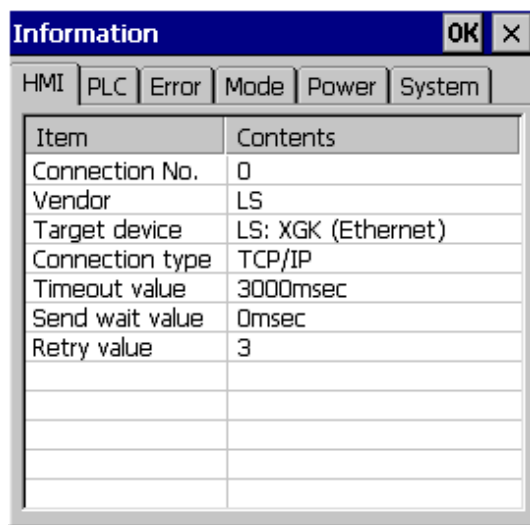 Information OK ×
HMI PLC Error Mode Power System
Item Contents
Connection No. 0
Vendor LS
Target device LS: XGK (Ethernet)
Connection type TCP/IP
Timeout value 3000msec
Send wait value 0msec
Retry value 3